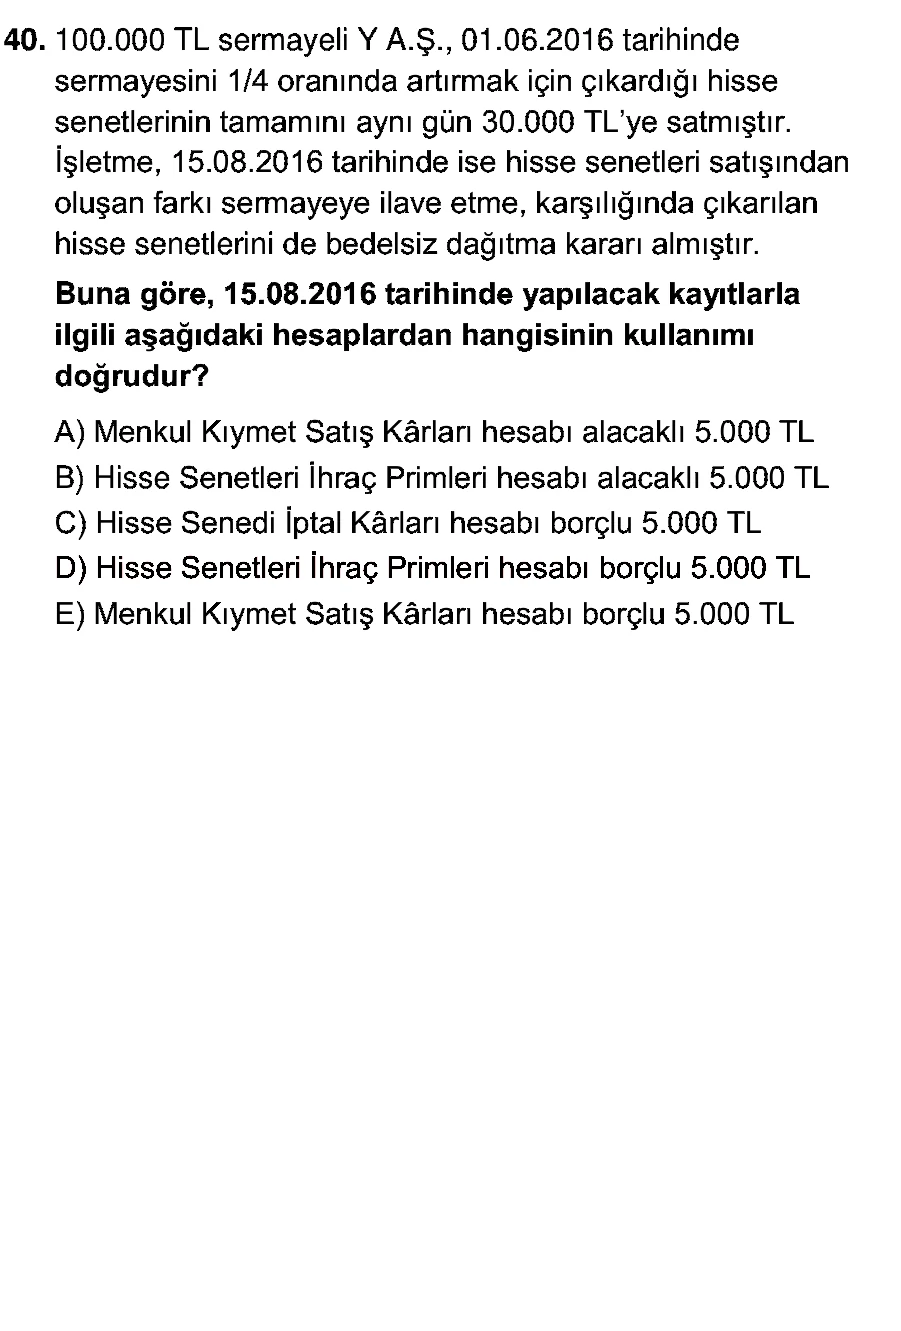 40. 100.000 TL sermayeli Y A.Ş., 01.06.2016 tarihinde
sermayesini 1/4 oranında artırmak için çıkardığı hisse
senetlerinin tamamını aynı gün 30.000 TL’ye satmıştır.
İşletme, 15.08.2016 tarihinde ise hisse senetleri satışından
oluşan farkı sermayeye ilave etme, karşılığında çıkarılan
hisse senetlerini de bedelsiz dağıtma kararı almıştır.
Buna göre, 15.08.2016 tarihinde yapılacak kayıtlarla
ilgili aşağıdaki hesaplardan hangisinin kullanımı
doğrudur?
A) Menkul Kıymet Satış Kârları hesabı alacaklı 5.000 TL
B) Hisse Senetleri İhraç Primleri hesabı alacaklı 5.000 TL
C) Hisse Senedi İptal Kârları hesabı borçlu 5.000 TL
D) Hisse Senetleri İhraç Primleri hesabı borçlu 5.000 TL
E) Menkul Kıymet Satış Kârları hesabı borçlu 5.000 TL